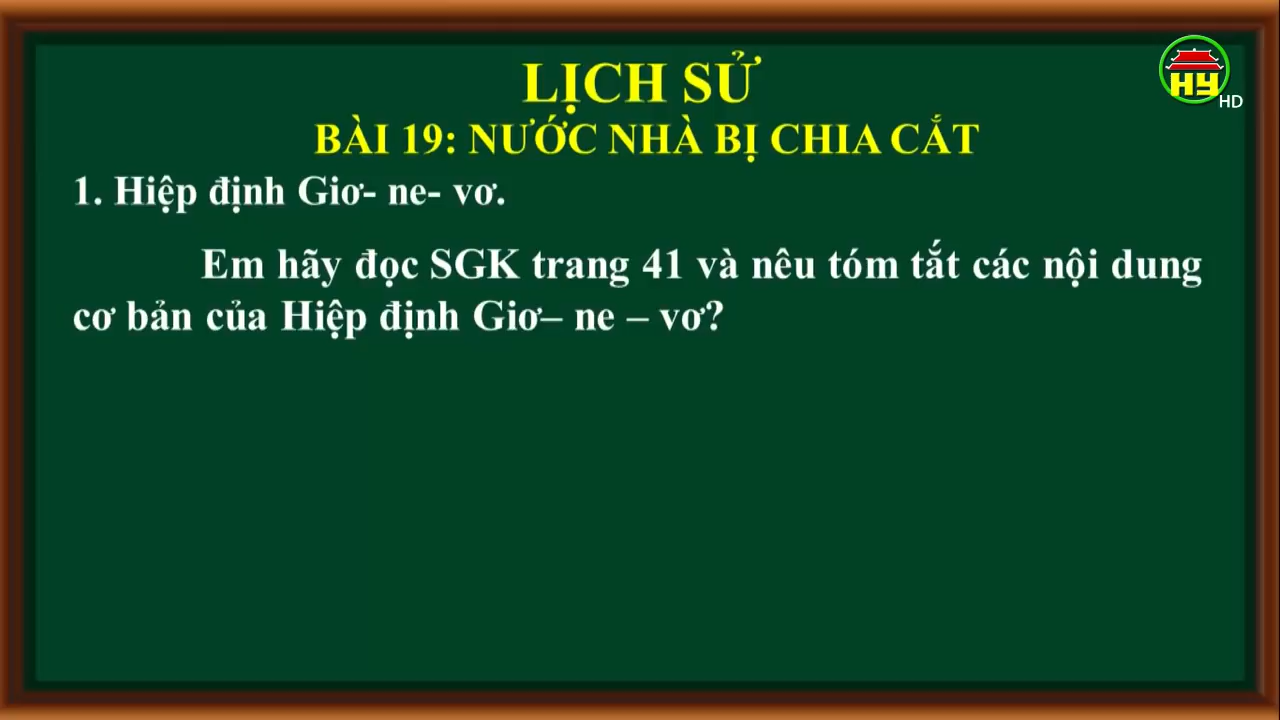 LỊCH SỬ
BÀI 19: NƯỚC NHÀ BỊ CHIA CẮT
1. Hiệp định Giơ- ne- vơ.
Em hãy đọc SGK trang 41 và nêu tóm tắt các nội dung
cơ bản của Hiệp định Giơ– ne – vơ?
HY
HD